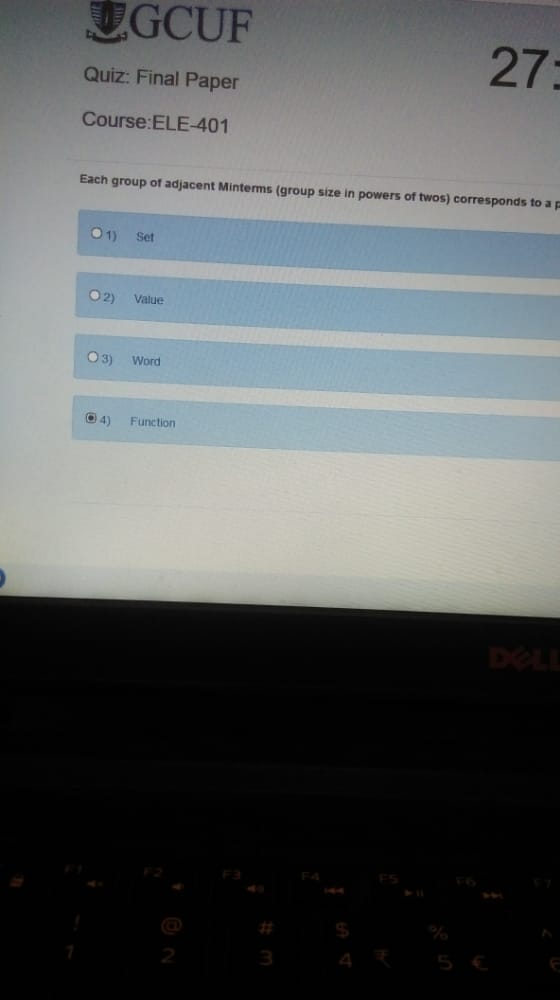 GCUF
27:
Quiz: Final Paper
Course:ELE-401
Each group of adjacent Minterms (group size in powers of twos) corresponds to a p
1) Set
2) Value
3) Word
4) Function
DELL
F1 F2 F3 F4 F5 F6 F7
! @ # $ % ^
1 2 3 4 ₹ 5 € 6